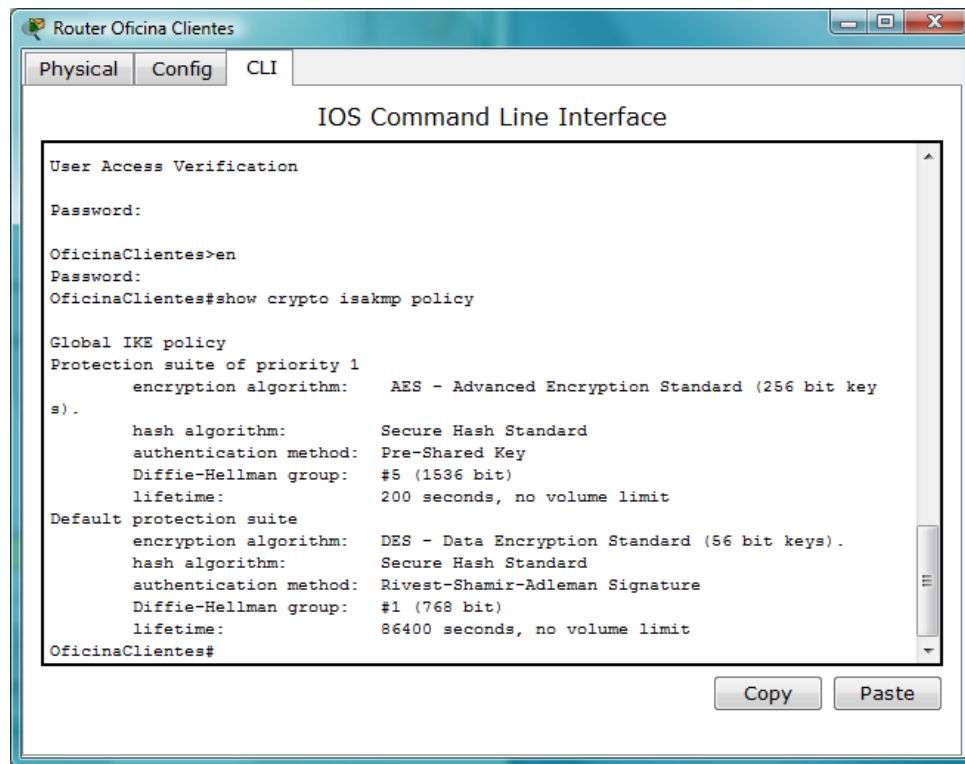 Router Oficina Clientes
Physical Config CLI
IOS Command Line Interface
User Access Verification
Password:
OficinaClientes>en
Password:
OficinaClientes#show crypto isakmp policy
Global IKE policy
Protection suite of priority 1
encryption algorithm: AES - Advanced Encryption Standard (256 bit key
s).
hash algorithm: Secure Hash Standard
authentication method: Pre-Shared Key
Diffie-Hellman group: #5 (1536 bit)
lifetime: 200 seconds, no volume limit
Default protection suite
encryption algorithm: DES - Data Encryption Standard (56 bit keys).
hash algorithm: Secure Hash Standard
authentication method: Rivest-Shamir-Adleman Signature
Diffie-Hellman group: #1 (768 bit)
lifetime: 86400 seconds, no volume limit
OficinaClientes#
Copy Paste